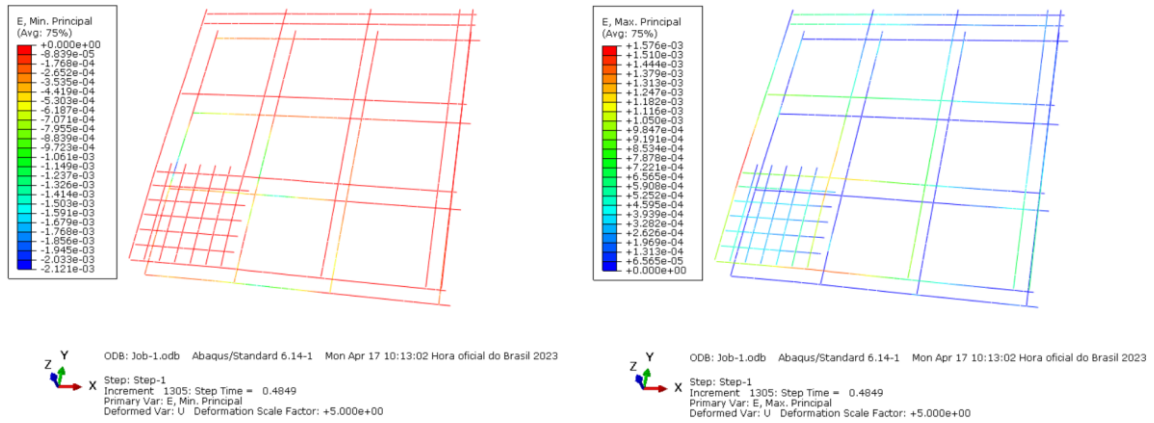 E, Min. Principal
(Avg: 75%)
+0.000e+00
-8.839e-05
-1.768e-04
-2.652e-04
-3.535e-04
-4.419e-04
-5.303e-04
-6.187e-04
-7.071e-04
-7.955e-04
-8.839e-04
-9.723e-04
-1.061e-03
-1.149e-03
-1.237e-03
-1.326e-03
-1.414e-03
-1.503e-03
-1.591e-03
-1.679e-03
-1.768e-03
-1.856e-03
-1.945e-03
-2.033e-03
-2.121e-03
Y
Z
X
ODB: Job-1.odb Abaqus/Standard 6.14-1 Mon Apr 17 10:13:02 Hora oficial do Brasil 2023
Step: Step-1
Increment 1305: Step Time = 0.4849
Primary Var: E, Min. Principal
Deformed Var: U Deformation Scale Factor: +5.000e+00
E, Max. Principal
(Avg: 75%)
+1.576e-03
+1.510e-03
+1.444e-03
+1.379e-03
+1.313e-03
+1.247e-03
+1.182e-03
+1.116e-03
+1.050e-03
+9.847e-04
+9.191e-04
+8.534e-04
+7.878e-04
+7.221e-04
+6.565e-04
+5.908e-04
+5.252e-04
+4.595e-04
+3.939e-04
+3.282e-04
+2.626e-04
+1.969e-04
+1.313e-04
+6.565e-05
+0.000e+00
Y
Z
X
ODB: Job-1.odb Abaqus/Standard 6.14-1 Mon Apr 17 10:13:02 Hora oficial do Brasil 2023
Step: Step-1
Increment 1305: Step Time = 0.4849
Primary Var: E, Max. Principal
Deformed Var: U Deformation Scale Factor: +5.000e+00